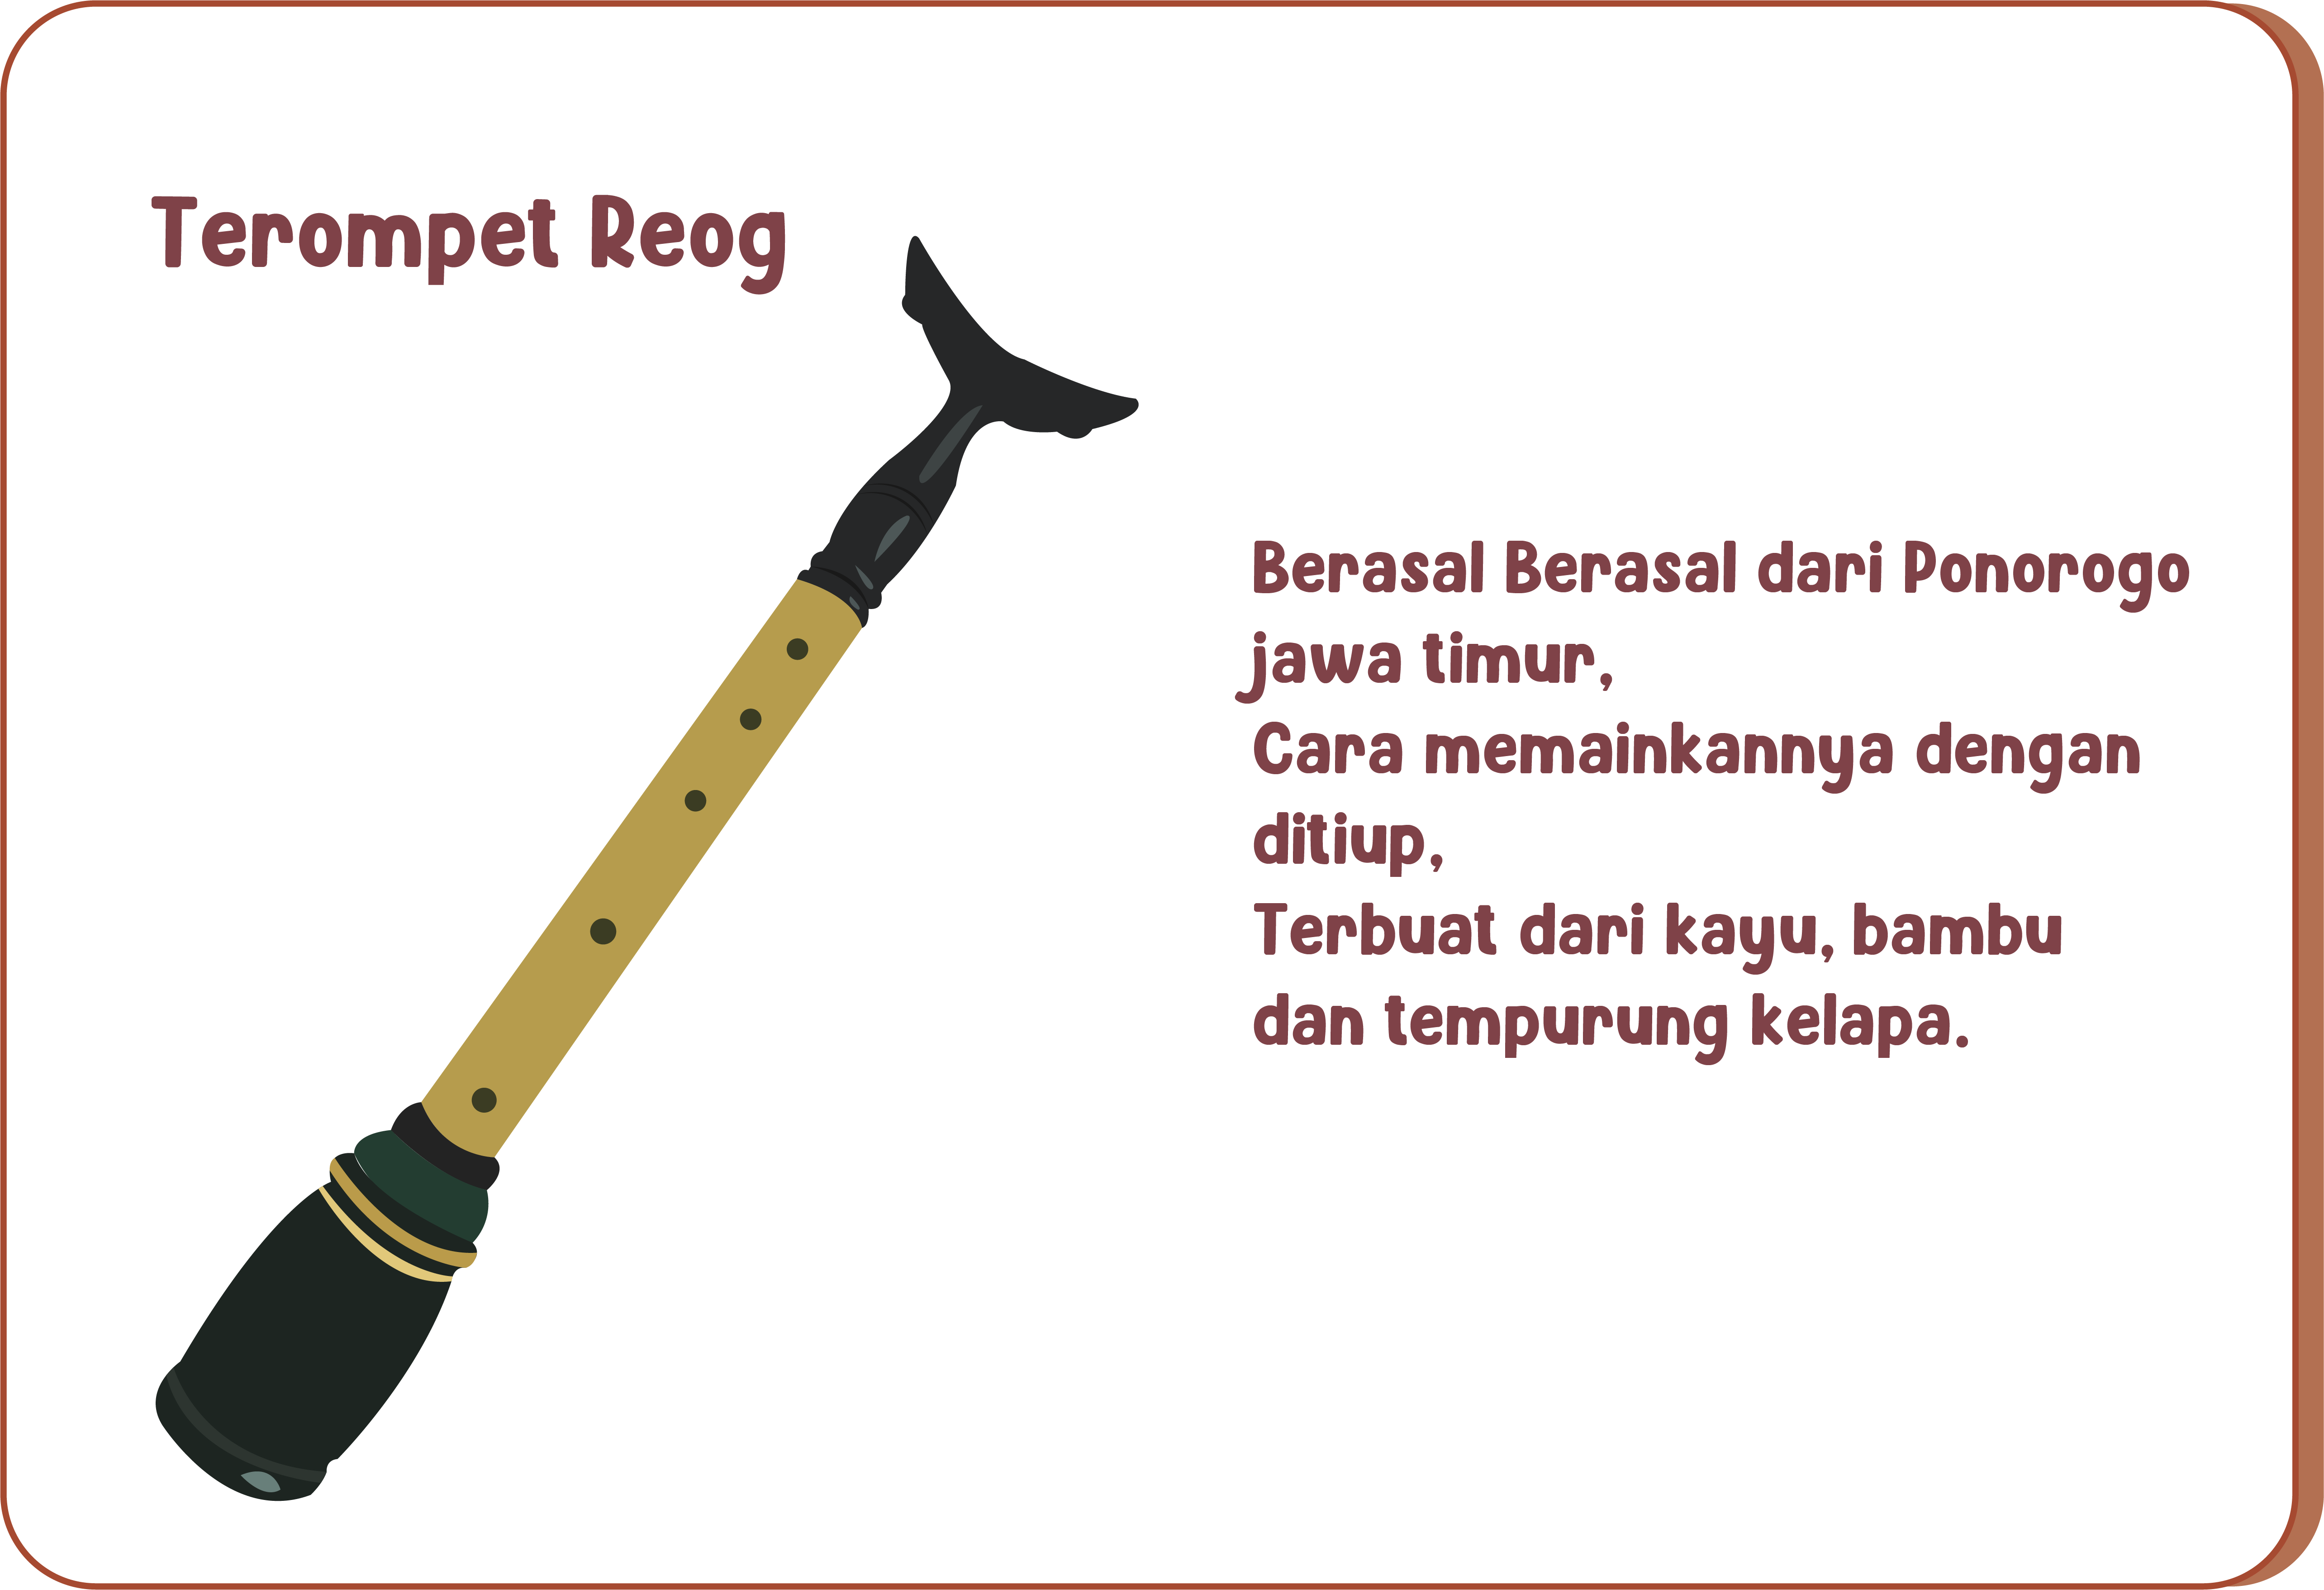 Terompet Reog
Berasal Berasal dari Ponorogo
jawa timur,
Cara memainkannya dengan
ditiup,
Terbuat dari kayu, bambu
dan tempurung kelapa.